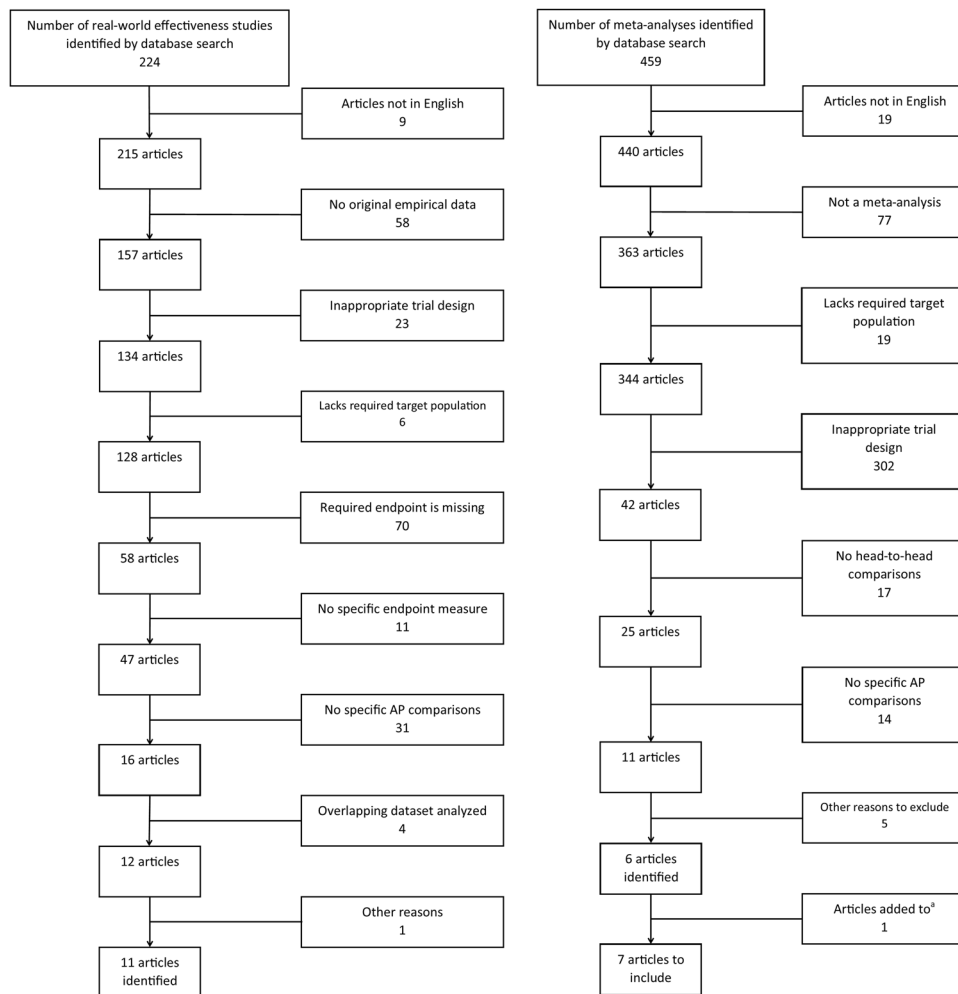 Number of real-world effectiveness studies
identified by database search
224
Articles not in English
9
215 articles
No original empirical data
58
157 articles
Inappropriate trial design
23
134 articles
Lacks required target population
6
128 articles
Required endpoint is missing
70
58 articles
No specific endpoint measure
11
47 articles
No specific AP comparisons
31
16 articles
Overlapping dataset analyzed
4
12 articles
Other reasons
1
11 articles
identified
Number of meta-analyses identified
by database search
459
Articles not in English
19
440 articles
Not a meta-analysis
77
363 articles
Lacks required target
population
19
344 articles
Inappropriate trial
design
302
42 articles
No head-to-head
comparisons
17
25 articles
No specific AP
comparisons
14
11 articles
Other reasons to exclude
5
6 articles
identified
Articles added toᵃ
1
7 articles to
include